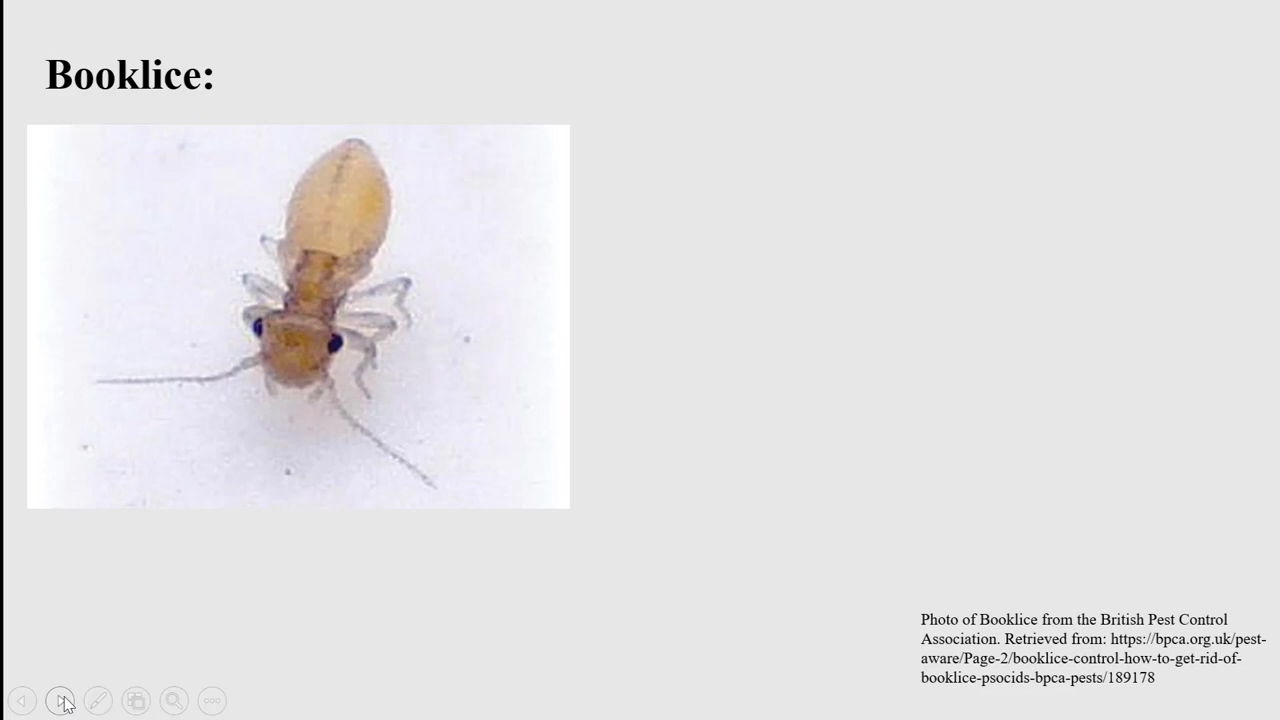 Booklice:
Photo of Booklice from the British Pest Control
Association. Retrieved from: https://bpca.org.uk/pest-
aware/Page-2/booklice-control-how-to-get-rid-of-
booklice-psocids-bpca-pests/189178